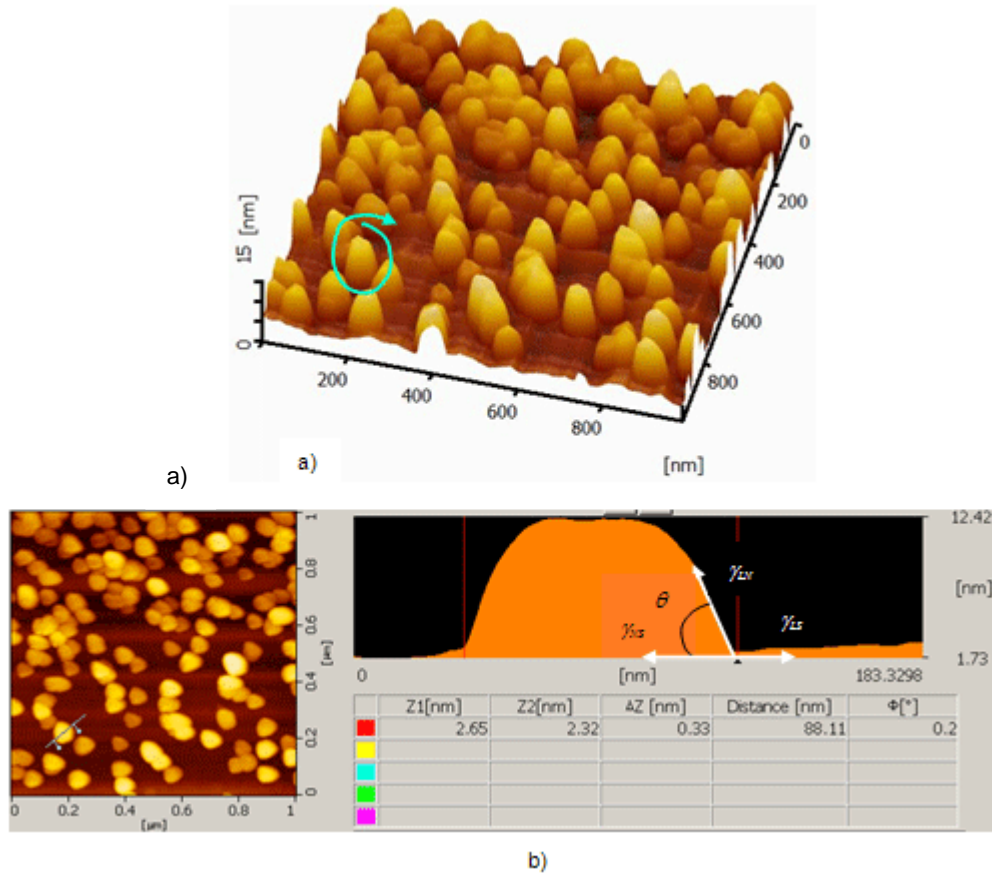 15 [nm]
0
0
200
400
600
800
200
400
600
800
[nm]
a)
a)
1
0.8
0.6
[µm]
0.4
0.2
0
0 0.2 0.4 0.6 0.8 1
[µm]
12.42
[nm]
1.73
θ
γLN
γNS
γLS
0 [nm] 183.3298
Z1[nm] Z2[nm] ΔZ [nm] Distance [nm] Φ[°]
2.65 2.32 0.33 88.11 0.2
b)